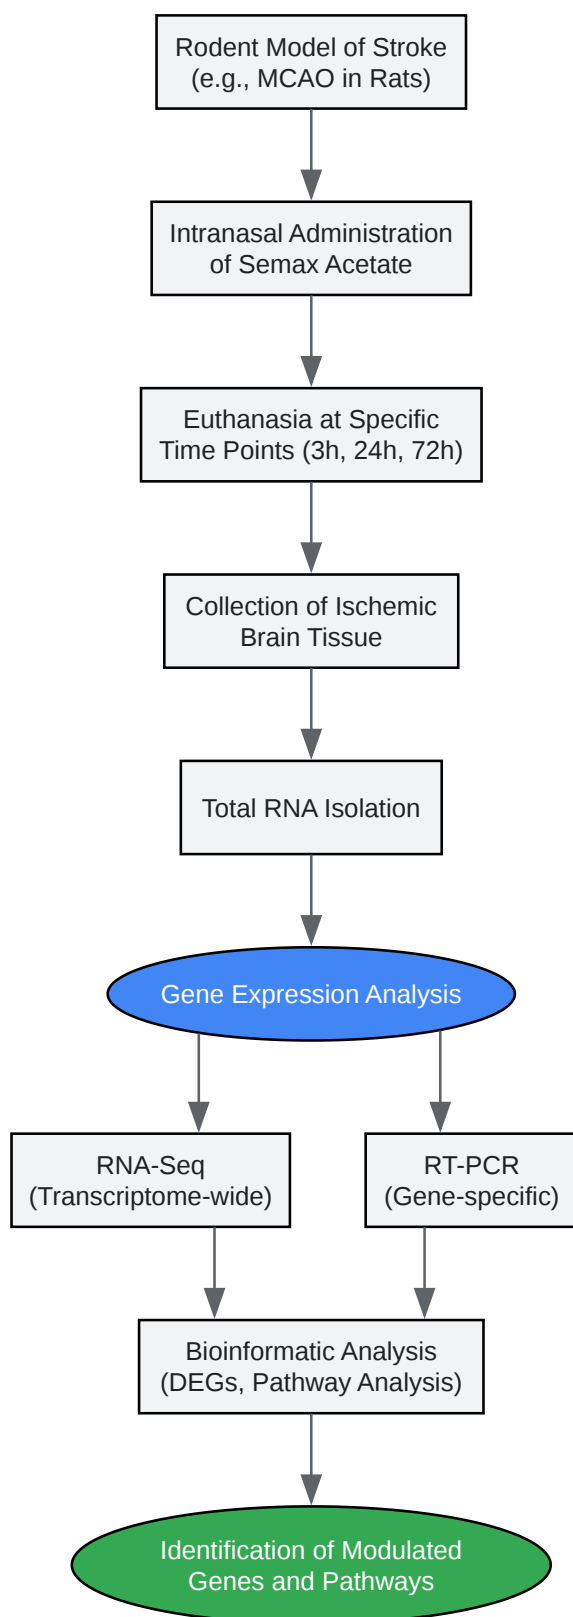 Rodent Model of Stroke
(e.g., MCAO in Rats)
Intranasal Administration
of Semax Acetate
Euthanasia at Specific
Time Points (3h, 24h, 72h)
Collection of Ischemic
Brain Tissue
Total RNA Isolation
Gene Expression Analysis
RNA-Seq
(Transcriptome-wide)
RT-PCR
(Gene-specific)
Bioinformatic Analysis
(DEGs, Pathway Analysis)
Identification of Modulated
Genes and Pathways